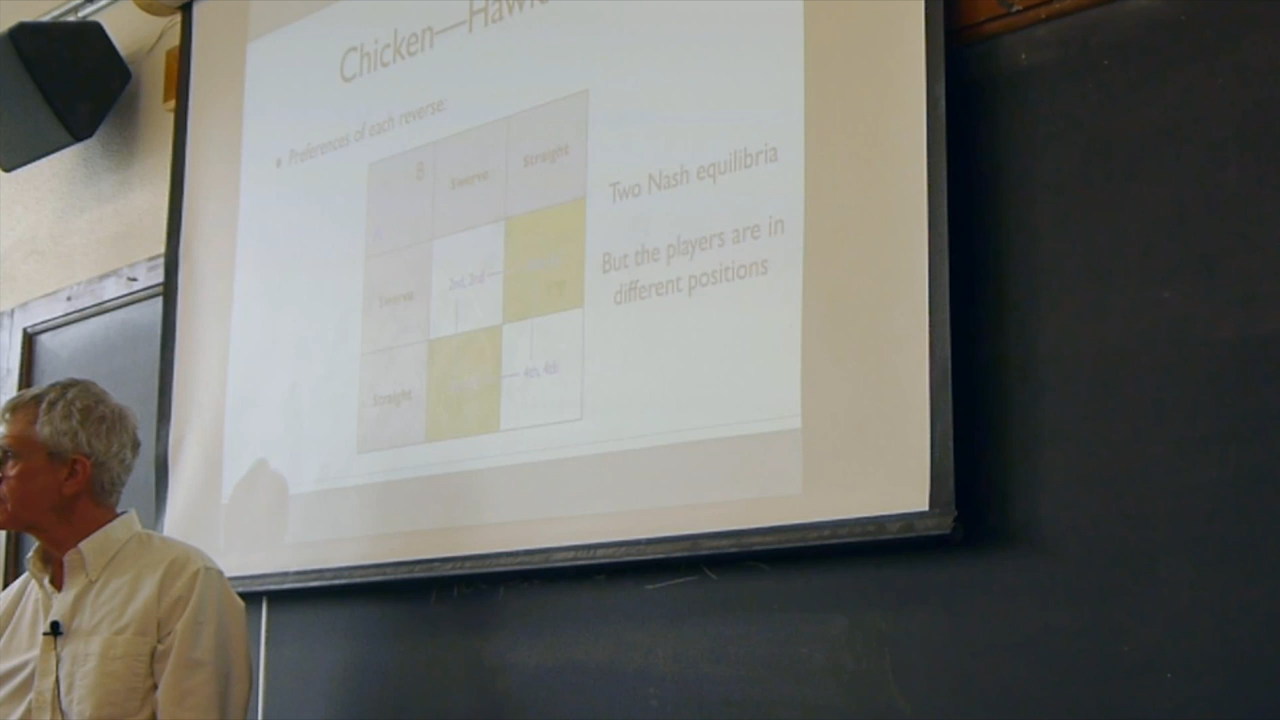 Chicken—Hawk
• Preferences of each reverse:
B Swerve Straight
Swerve 2nd, 2nd
Straight 4th, 4th
Two Nash equilibria
But the players are in
different positions